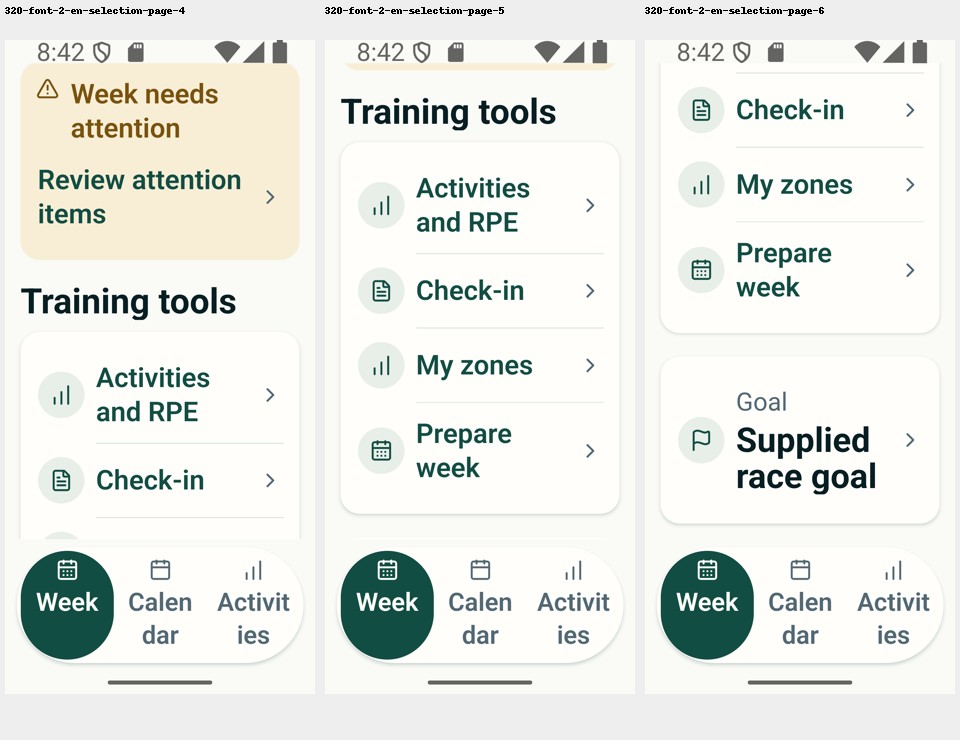 320-font-2-en-selection-page-4
8:42
Week needs
attention
Review attention
items
Training tools
Activities
and RPE
Check-in
Week
Calen
dar
Activit
ies
320-font-2-en-selection-page-5
8:42
Training tools
Activities
and RPE
Check-in
My zones
Prepare
week
Week
Calen
dar
Activit
ies
320-font-2-en-selection-page-6
8:42
Check-in
My zones
Prepare
week
Goal
Supplied
race goal
Week
Calen
dar
Activit
ies